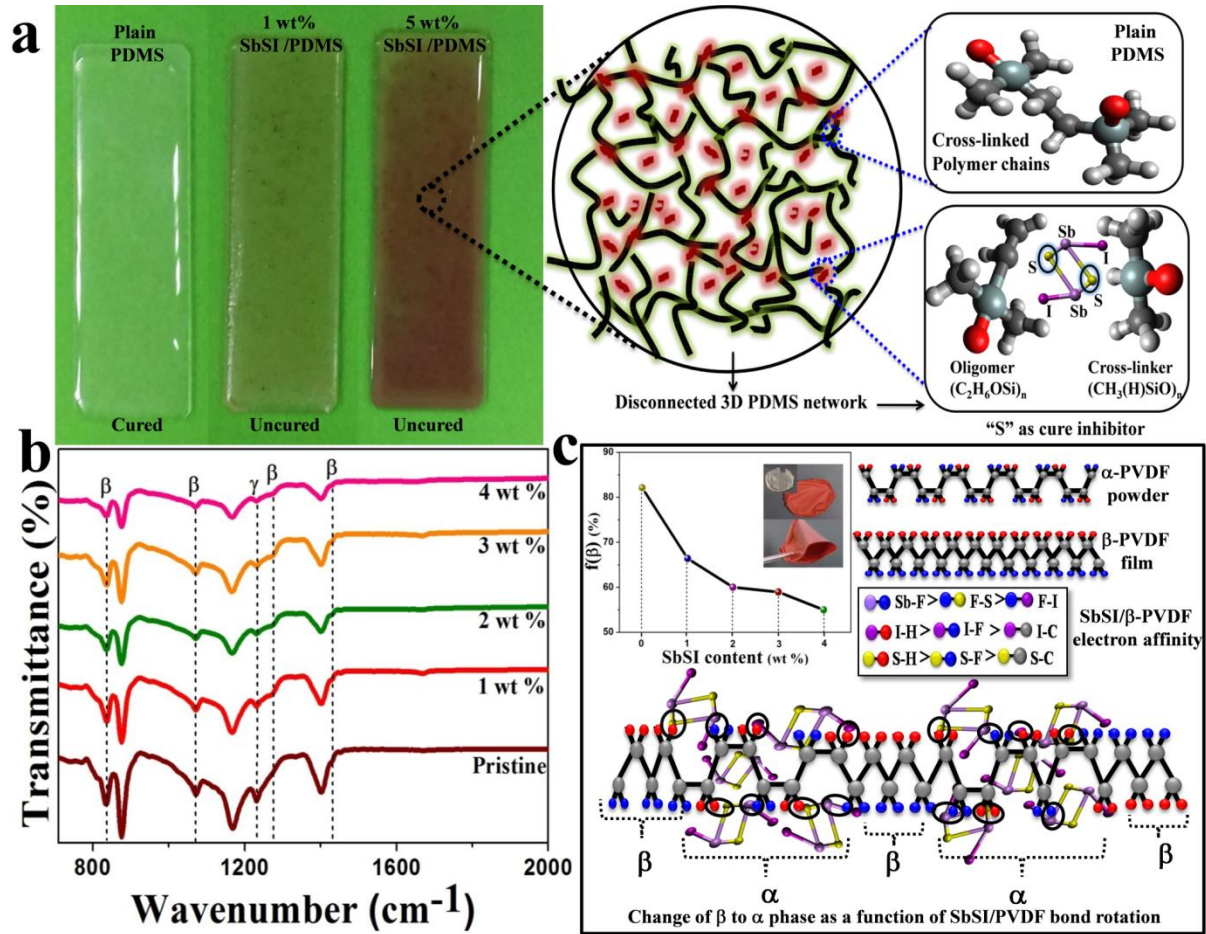 a
Plain
PDMS
1 wt%
SbSI /PDMS
5 wt%
SbSI /PDMS
Cured
Uncured
Uncured
Disconnected 3D PDMS network
Plain
PDMS
Cross-linked
Polymer chains
Sb
I
S
S
I
Sb
Oligomer
(C₂H₆OSi)ₙ
Cross-linker
(CH₃(H)SiO)ₙ
“S” as cure inhibitor
b
β
β
γ
β
β
4 wt %
3 wt %
2 wt %
1 wt %
Pristine
Transmittance (%)
800
1200
1600
2000
Wavenumber (cm⁻¹)
c
90
80
70
60
50
f(β) (%)
0
1
2
3
4
SbSI content (wt %)
α-PVDF
powder
β-PVDF
film
Sb-F> F-S> F-I
I-H> I-F> I-C
S-H> S-F> S-C
SbSI/β-PVDF
electron affinity
β
α
β
α
β
Change of β to α phase as a function of SbSI/PVDF bond rotation